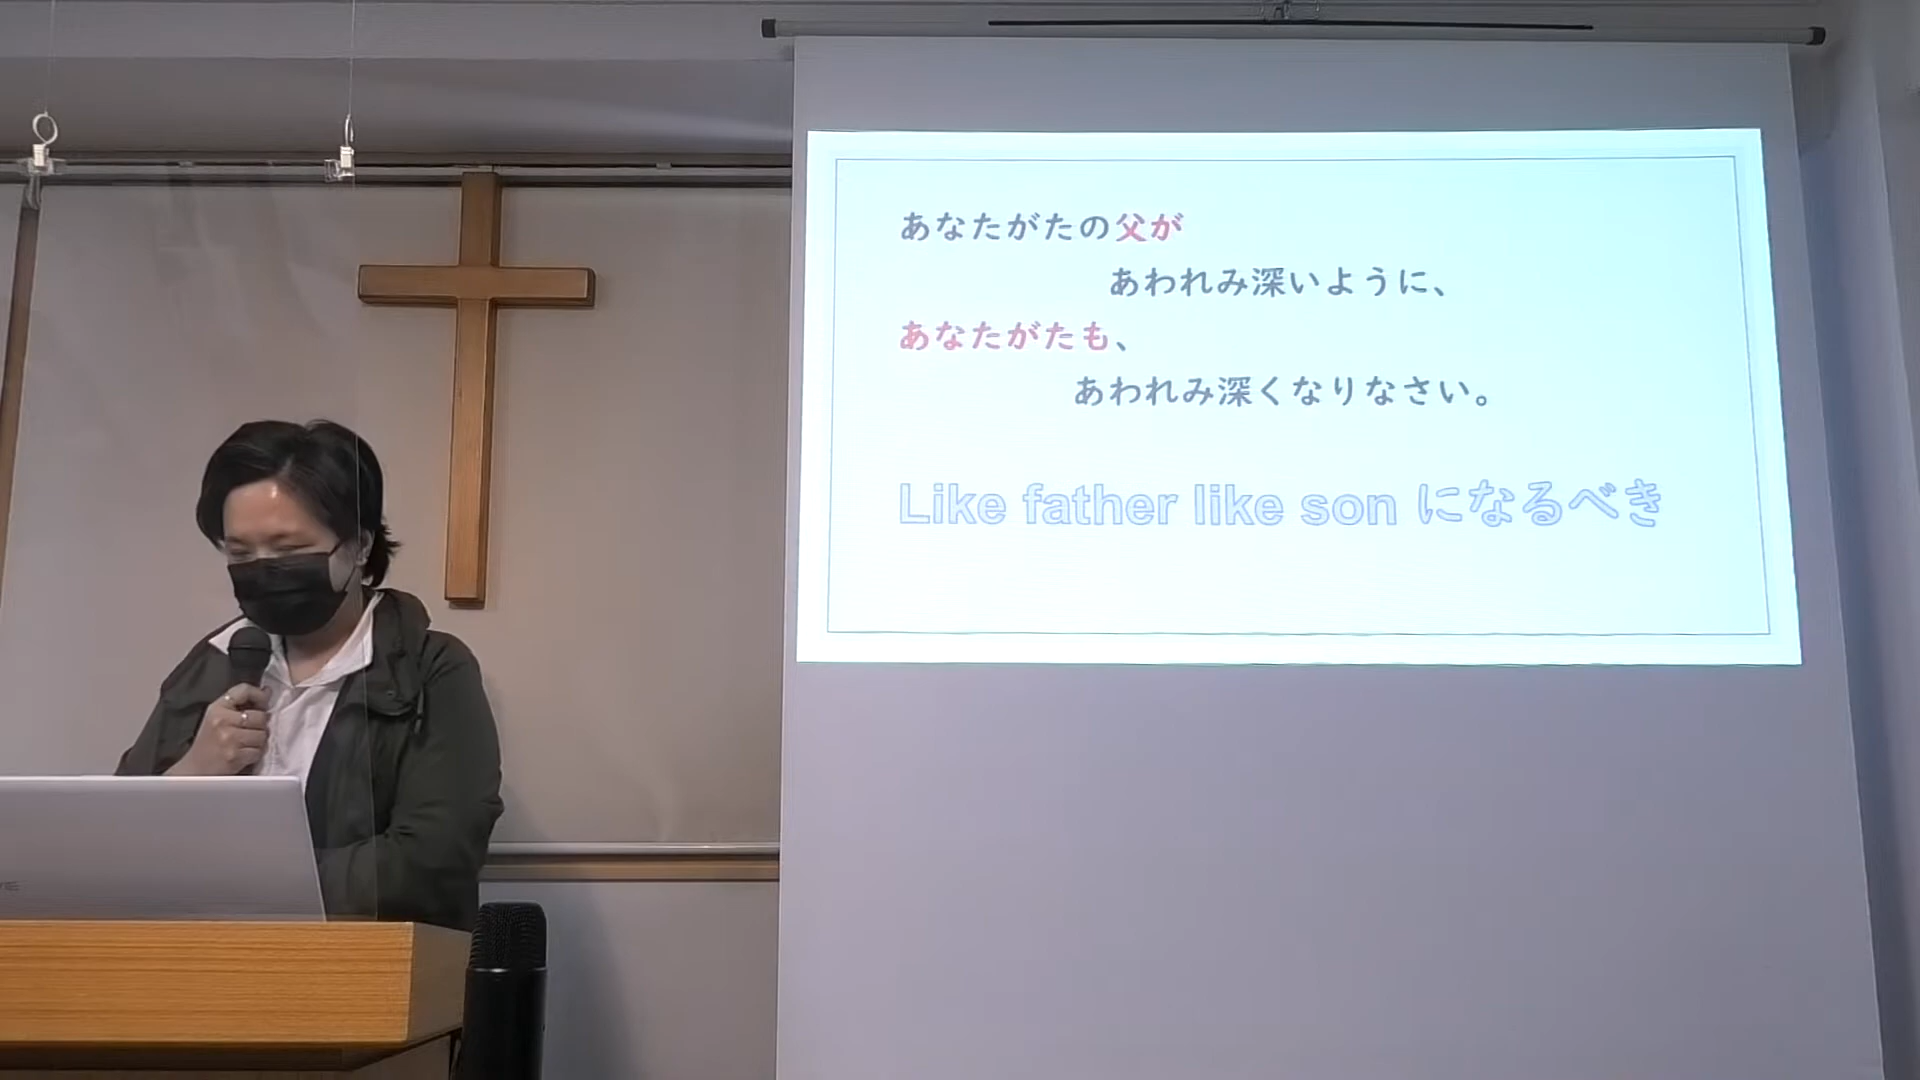 あなたがたの父が
あわれみ深いように、
あなたがたも、
あわれみ深くなりなさい。
Like father like son になるべき